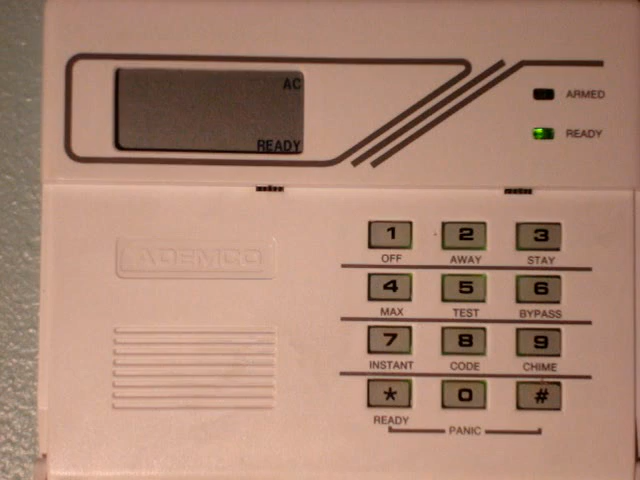 AC
READY
ARMED
READY
ADEMCO
1 2 3
OFF AWAY STAY
4 5 6
MAX TEST BYPASS
7 8 9
INSTANT CODE CHIME
* 0 #
READY
PANIC